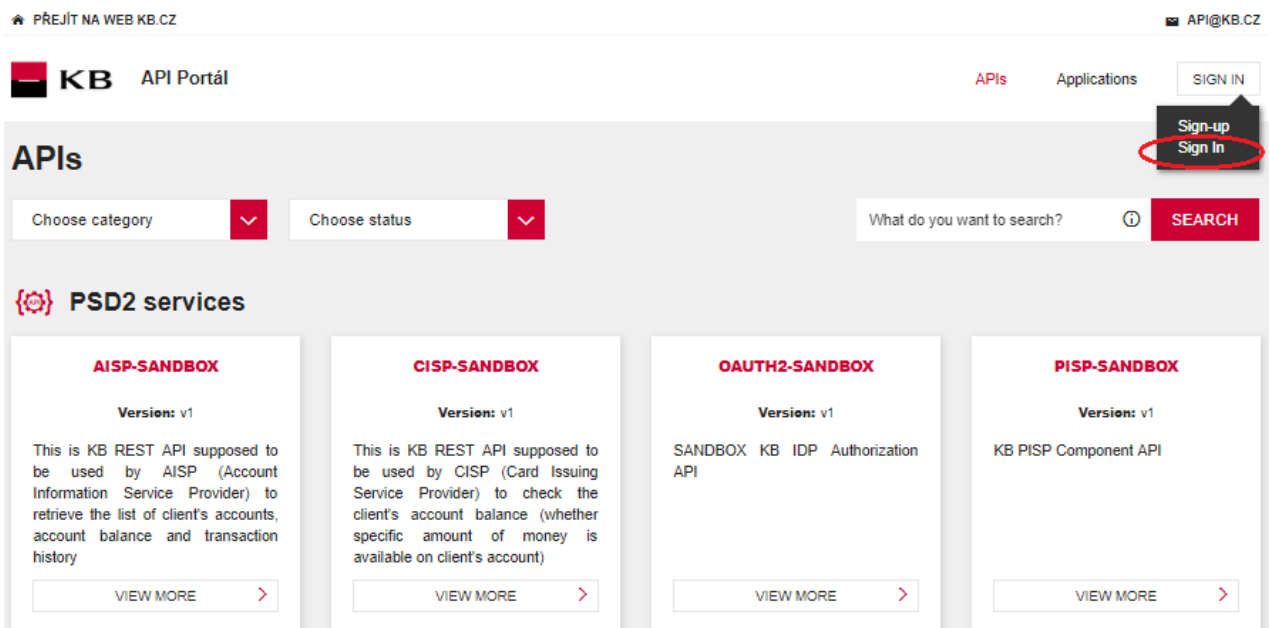 PŘEJÍT NA WEB KB.CZ
API@KB.CZ
KB API Portál
APIs Applications SIGN IN
Sign-up
Sign In
APIs
Choose category
Choose status
What do you want to search?
SEARCH
{API} PSD2 services
AISP-SANDBOX
Version: v1
This is KB REST API supposed to
be used by AISP (Account
Information Service Provider) to
retrieve the list of client's accounts,
account balance and transaction
history
VIEW MORE
CISP-SANDBOX
Version: v1
This is KB REST API supposed to
be used by CISP (Card Issuing
Service Provider) to check the
client's account balance (whether
specific amount of money is
available on client's account)
VIEW MORE
OAUTH2-SANDBOX
Version: v1
SANDBOX KB IDP Authorization
API
VIEW MORE
PISP-SANDBOX
Version: v1
KB PISP Component API
VIEW MORE